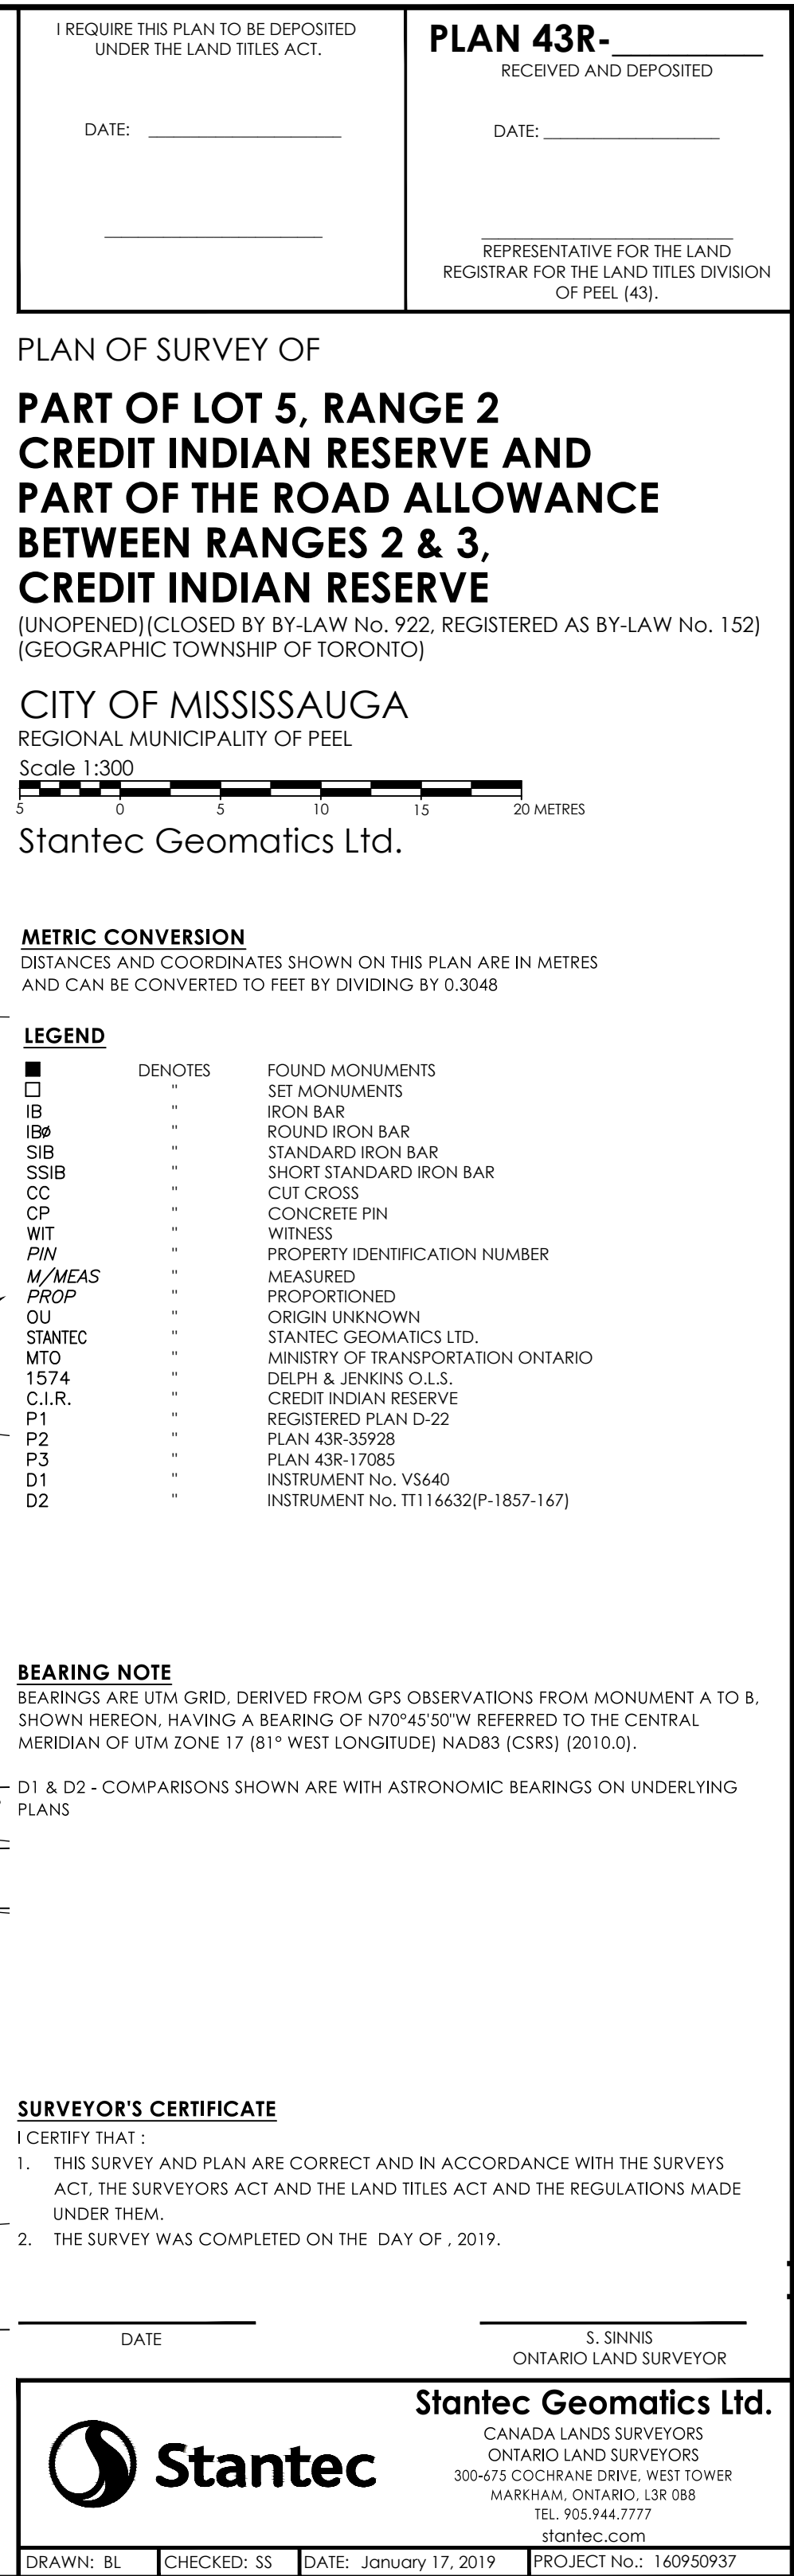 I REQUIRE THIS PLAN TO BE DEPOSITED
UNDER THE LAND TITLES ACT.
DATE: ____________________
____________________
PLAN 43R-__________
RECEIVED AND DEPOSITED
DATE: ____________________
____________________
REPRESENTATIVE FOR THE LAND
REGISTRAR FOR THE LAND TITLES DIVISION
OF PEEL (43).
PLAN OF SURVEY OF
PART OF LOT 5, RANGE 2
CREDIT INDIAN RESERVE AND
PART OF THE ROAD ALLOWANCE
BETWEEN RANGES 2 & 3,
CREDIT INDIAN RESERVE
(UNOPENED)(CLOSED BY BY-LAW No. 922, REGISTERED AS BY-LAW No. 152)
(GEOGRAPHIC TOWNSHIP OF TORONTO)
CITY OF MISSISSAUGA
REGIONAL MUNICIPALITY OF PEEL
Scale 1:300
5 0 5 10 15 20 METRES
Stantec Geomatics Ltd.
METRIC CONVERSION
DISTANCES AND COORDINATES SHOWN ON THIS PLAN ARE IN METRES
AND CAN BE CONVERTED TO FEET BY DIVIDING BY 0.3048
LEGEND
■ DENOTES FOUND MONUMENTS
□ " SET MONUMENTS
IB " IRON BAR
IBø " ROUND IRON BAR
SIB " STANDARD IRON BAR
SSIB " SHORT STANDARD IRON BAR
CC " CUT CROSS
CP " CONCRETE PIN
WIT " WITNESS
PIN " PROPERTY IDENTIFICATION NUMBER
M/MEAS " MEASURED
PROP " PROPORTIONED
OU " ORIGIN UNKNOWN
STANTEC " STANTEC GEOMATICS LTD.
MTO " MINISTRY OF TRANSPORTATION ONTARIO
1574 " DELPH & JENKINS O.L.S.
C.I.R. " CREDIT INDIAN RESERVE
P1 " REGISTERED PLAN D-22
P2 " PLAN 43R-35928
P3 " PLAN 43R-17085
D1 " INSTRUMENT No. VS640
D2 " INSTRUMENT No. TT116632(P-1857-167)
BEARING NOTE
BEARINGS ARE UTM GRID, DERIVED FROM GPS OBSERVATIONS FROM MONUMENT A TO B,
SHOWN HEREON, HAVING A BEARING OF N70°45'50"W REFERRED TO THE CENTRAL
MERIDIAN OF UTM ZONE 17 (81° WEST LONGITUDE) NAD83 (CSRS) (2010.0).
D1 & D2 - COMPARISONS SHOWN ARE WITH ASTRONOMIC BEARINGS ON UNDERLYING
PLANS
SURVEYOR'S CERTIFICATE
I CERTIFY THAT :
1. THIS SURVEY AND PLAN ARE CORRECT AND IN ACCORDANCE WITH THE SURVEYS
ACT, THE SURVEYORS ACT AND THE LAND TITLES ACT AND THE REGULATIONS MADE
UNDER THEM.
2. THE SURVEY WAS COMPLETED ON THE DAY OF , 2019.
DATE
S. SINNIS
ONTARIO LAND SURVEYOR
Stantec
Stantec Geomatics Ltd.
CANADA LANDS SURVEYORS
ONTARIO LAND SURVEYORS
300-675 COCHRANE DRIVE, WEST TOWER
MARKHAM, ONTARIO, L3R 0B8
TEL. 905.944.7777
stantec.com
DRAWN: BL CHECKED: SS DATE: January 17, 2019 PROJECT No.: 160950937